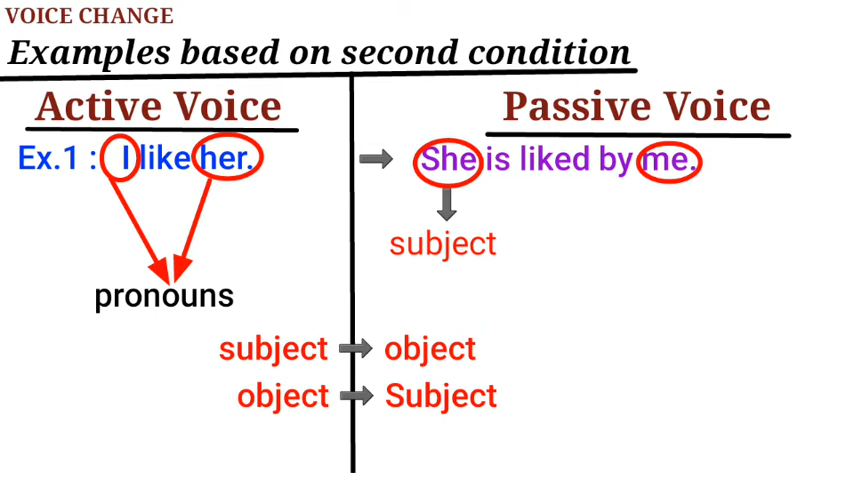 VOICE CHANGE
Examples based on second condition
Active Voice
Passive Voice
Ex.1 : I like her.
She is liked by me.
subject
pronouns
subject → object
object → Subject